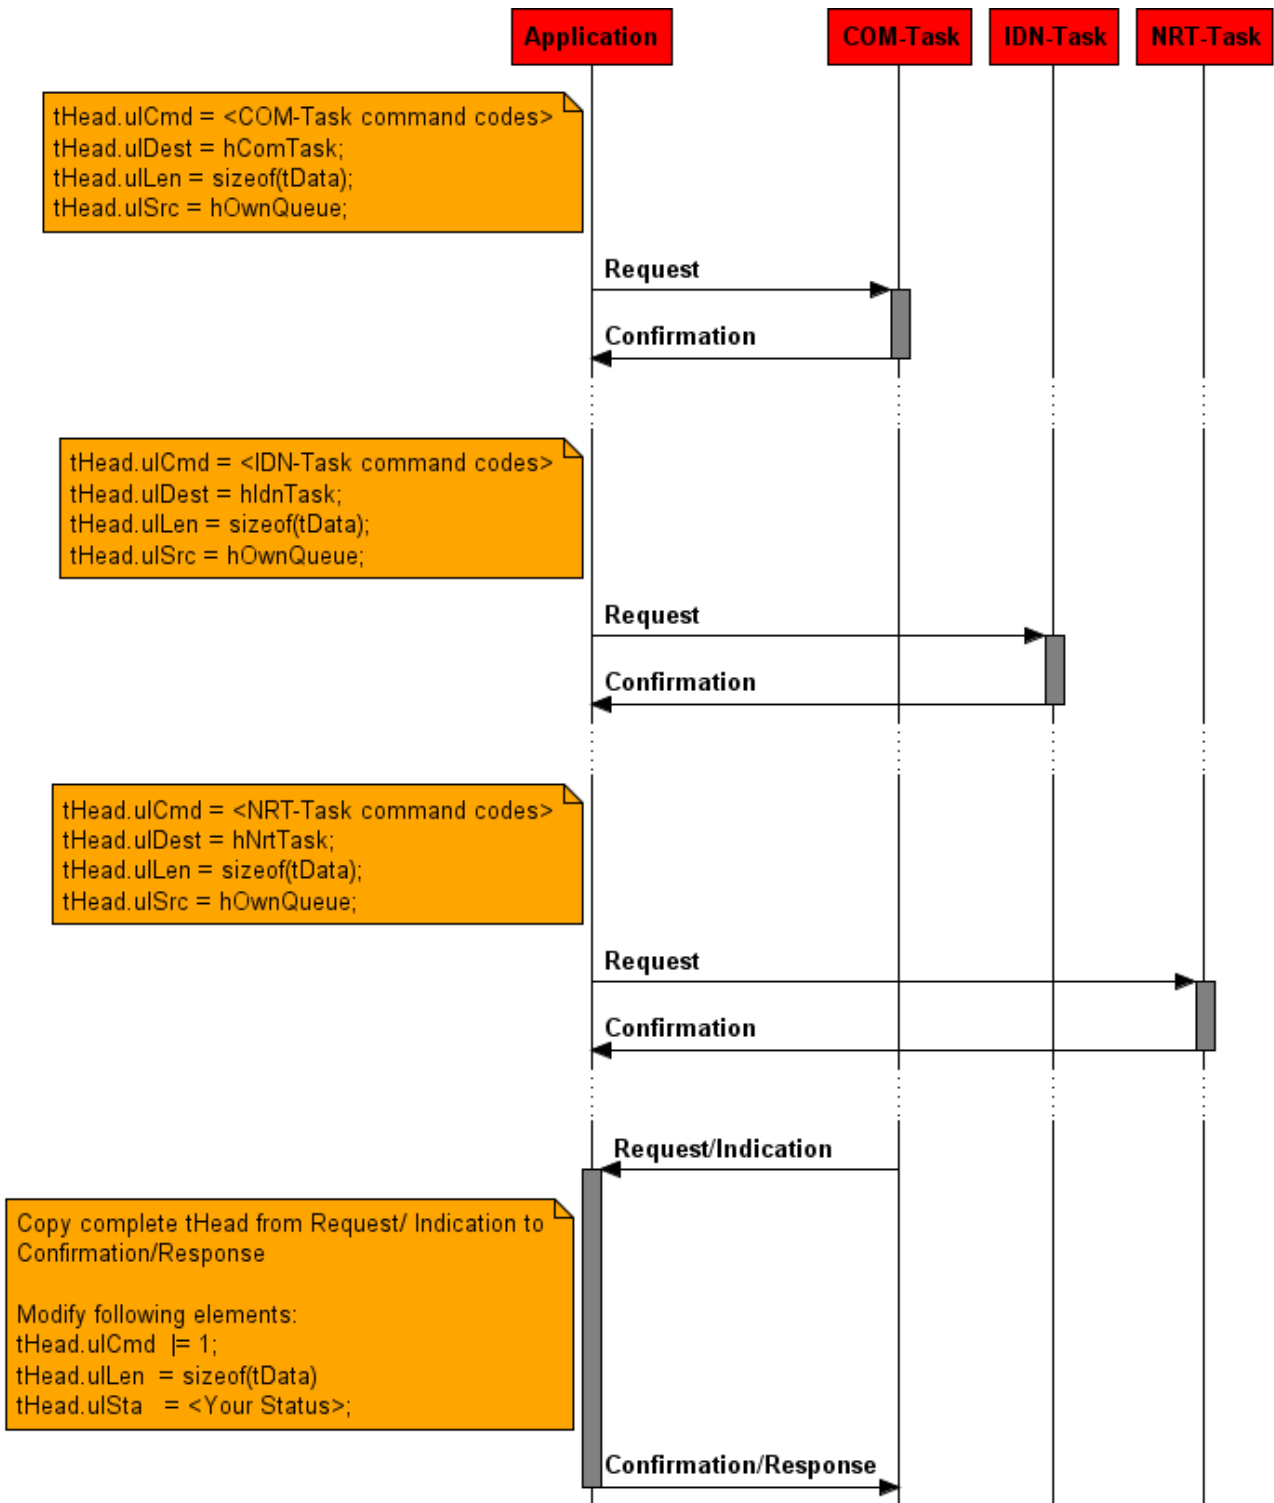 Application
COM-Task
IDN-Task
NRT-Task
tHead.ulCmd = <COM-Task command codes>
tHead.ulDest = hComTask;
tHead.ulLen = sizeof(tData);
tHead.ulSrc = hOwnQueue;
Request
Confirmation
tHead.ulCmd = <IDN-Task command codes>
tHead.ulDest = hIdnTask;
tHead.ulLen = sizeof(tData);
tHead.ulSrc = hOwnQueue;
Request
Confirmation
tHead.ulCmd = <NRT-Task command codes>
tHead.ulDest = hNrtTask;
tHead.ulLen = sizeof(tData);
tHead.ulSrc = hOwnQueue;
Request
Confirmation
Request/Indication
Copy complete tHead from Request/ Indication to
Confirmation/Response
Modify following elements:
tHead.ulCmd |= 1;
tHead.ulLen = sizeof(tData)
tHead.ulSta = <Your Status>;
Confirmation/Response